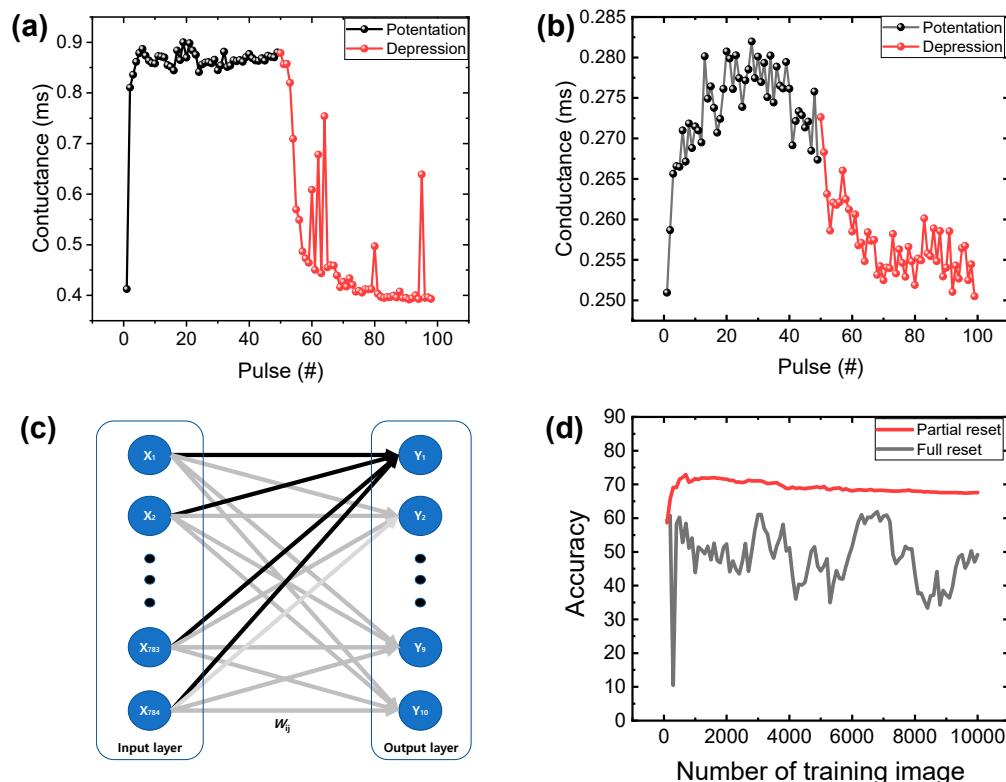 (a)
Potentation
Depression
Contuctance (ms)
0.9
0.8
0.7
0.6
0.5
0.4
0
20
40
60
80
100
Pulse (#)
(b)
Potentation
Depression
Conductance (ms)
0.285
0.280
0.275
0.270
0.265
0.260
0.255
0.250
0
20
40
60
80
100
Pulse (#)
(c)
X1
X2
X783
X784
Y1
Y2
Y9
Y10
Wij
Input layer
Output layer
(d)
Partial reset
Full reset
Accuracy
90
80
70
60
50
40
30
20
10
0
0
2000
4000
6000
8000
10000
Number of training image